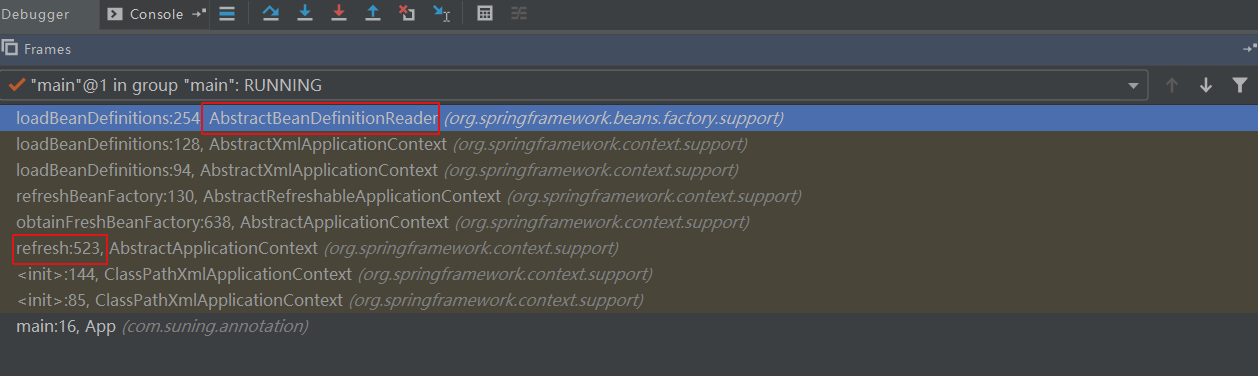 Debugger Console
Frames
"main"@1 in group "main": RUNNING
loadBeanDefinitions:254, AbstractBeanDefinitionReader (org.springframework.beans.factory.support)
loadBeanDefinitions:128, AbstractXmlApplicationContext (org.springframework.context.support)
loadBeanDefinitions:94, AbstractXmlApplicationContext (org.springframework.context.support)
refreshBeanFactory:130, AbstractRefreshableApplicationContext (org.springframework.context.support)
obtainFreshBeanFactory:638, AbstractApplicationContext (org.springframework.context.support)
refresh:523, AbstractApplicationContext (org.springframework.context.support)
<init>:144, ClassPathXmlApplicationContext (org.springframework.context.support)
<init>:85, ClassPathXmlApplicationContext (org.springframework.context.support)
main:16, App (com.suning.annotation)